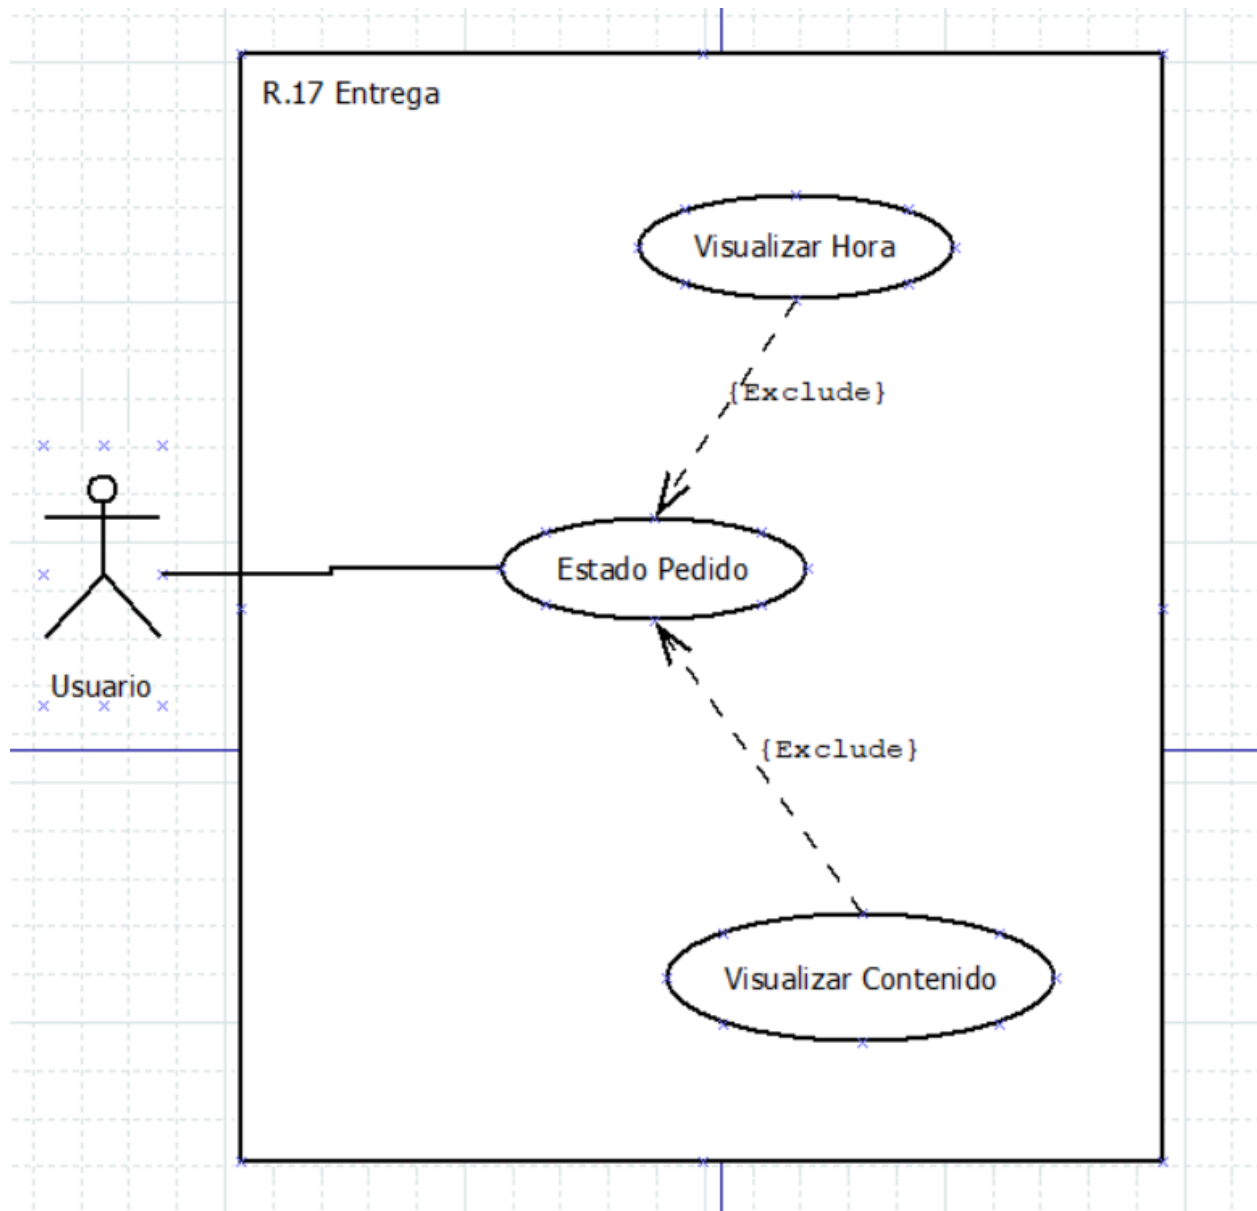 R.17 Entrega
Visualizar Hora
{Exclude}
Estado Pedido
Usuario
{Exclude}
Visualizar Contenido